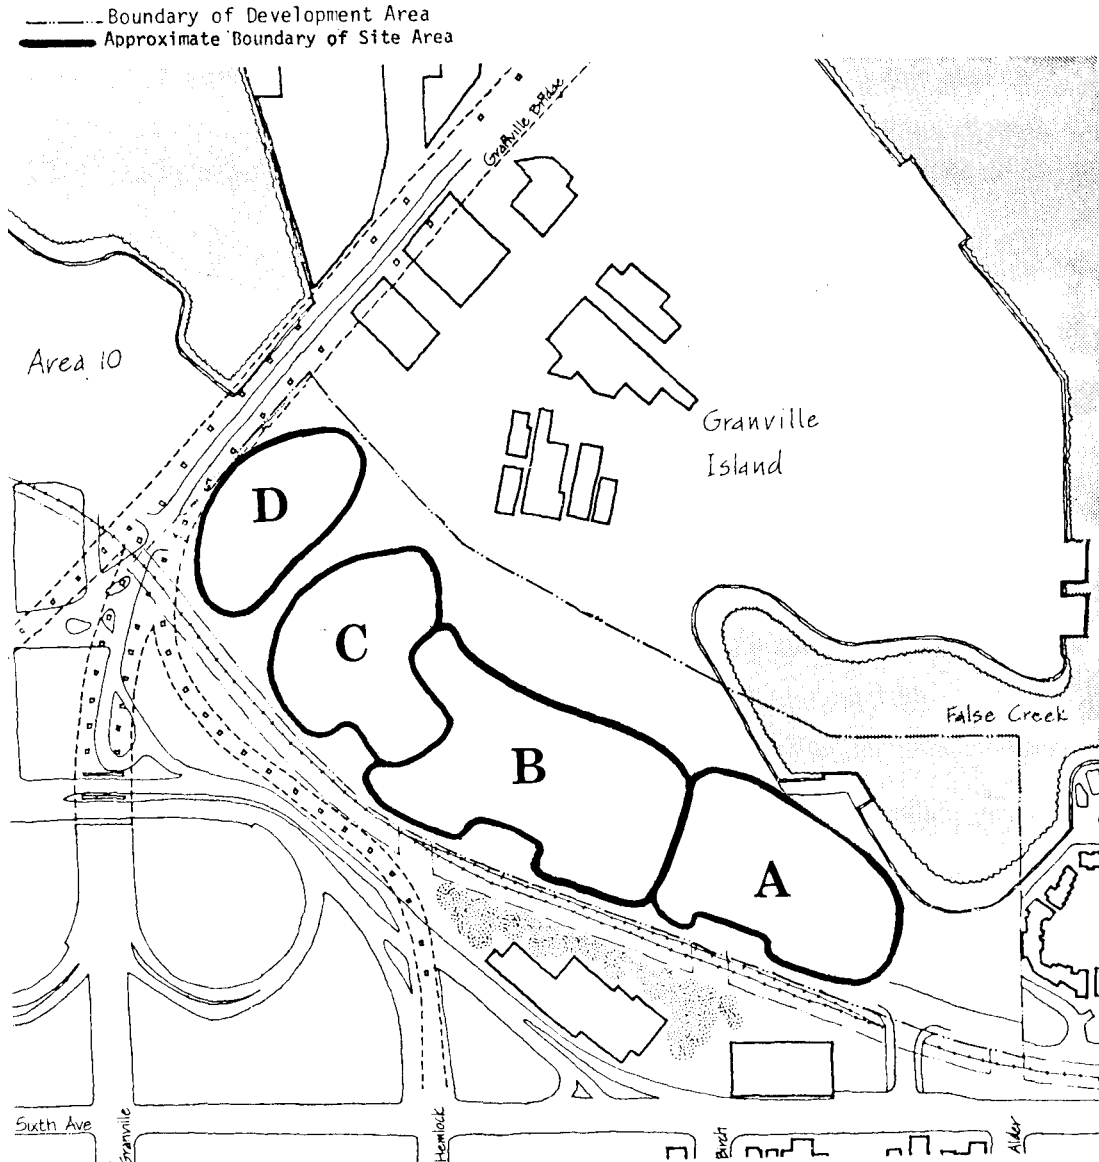 Boundary of Development Area
Approximate Boundary of Site Area
Granville Bridge
Area 10
Granville
Island
D
C
B
A
False Creek
Sixth Ave
Granville
Hemlock
Birch
Alder